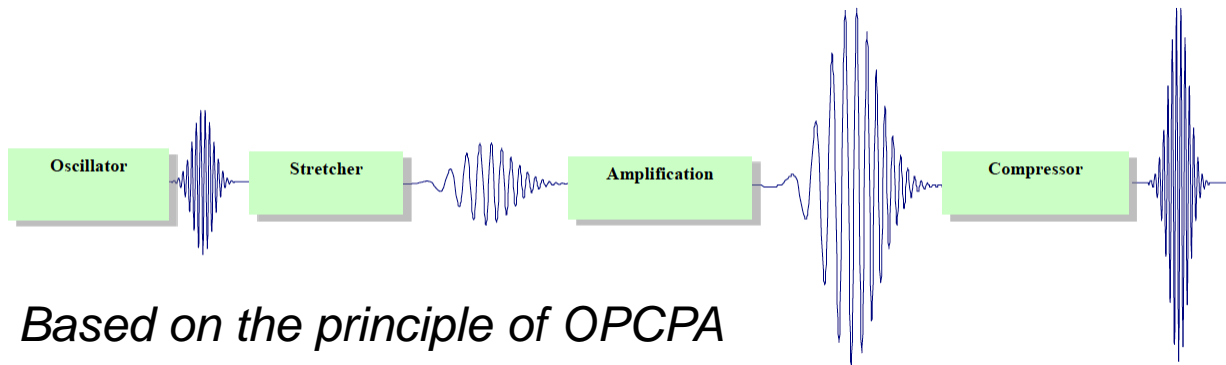 Oscillator
Stretcher
Amplification
Compressor
Based on the principle of OPCPA